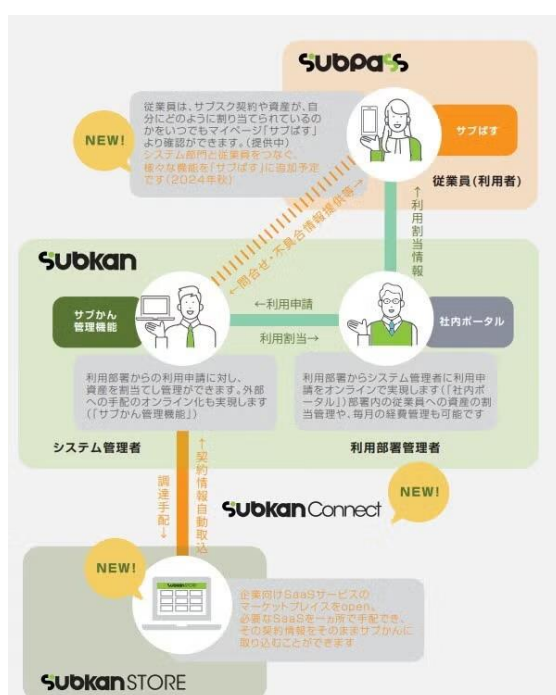 SUBPASS
従業員は、サブスク契約や資産が、自
分にどのように割り当てられているの
かをいつでもマイページ「サブぱす」
より確認ができます。(提供中)
システム部門と従業員をつなぐ、
様々な機能を「サブぱす」に追加予定
です(2024年秋)
NEW!
サブぱす
従業員(利用者)
←問合せ・不具合情報提供等→
↑利用割当情報
SUBKAN
サブかん
管理機能
←利用申請
利用割当→
社内ポータル
利用部署からの利用申請に対し、
資産を割当てし管理ができます。外部
への手配のオンライン化も実現します
(「サブかん管理機能」)
利用部署からシステム管理者に利用申
請をオンラインで実現します(「社内ポ
ータル」)部署内の従業員への資産の割
当管理や、毎月の経費管理も可能です
システム管理者
利用部署管理者
調達手配↓
↑契約情報自動取込
SUBKAN Connect
NEW!
NEW!
SUBKAN STORE
企業向けSaaSサービスの
マーケットプレイスをopen。
必要なSaaSを一ヵ所で手配でき、
その契約情報をそのままサブかんに
取り込むことができます
SUBKAN STORE